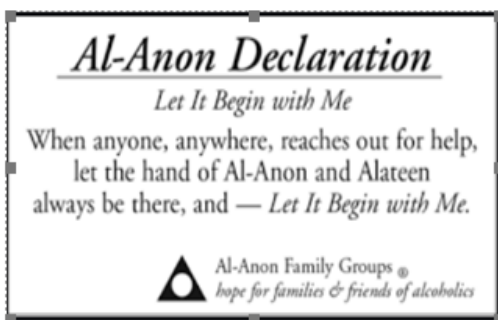 Al-Anon Declaration
Let It Begin with Me
When anyone, anywhere, reaches out for help,
let the hand of Al-Anon and Alateen
always be there, and — Let It Begin with Me.
Al-Anon Family Groups ®
hope for families & friends of alcoholics